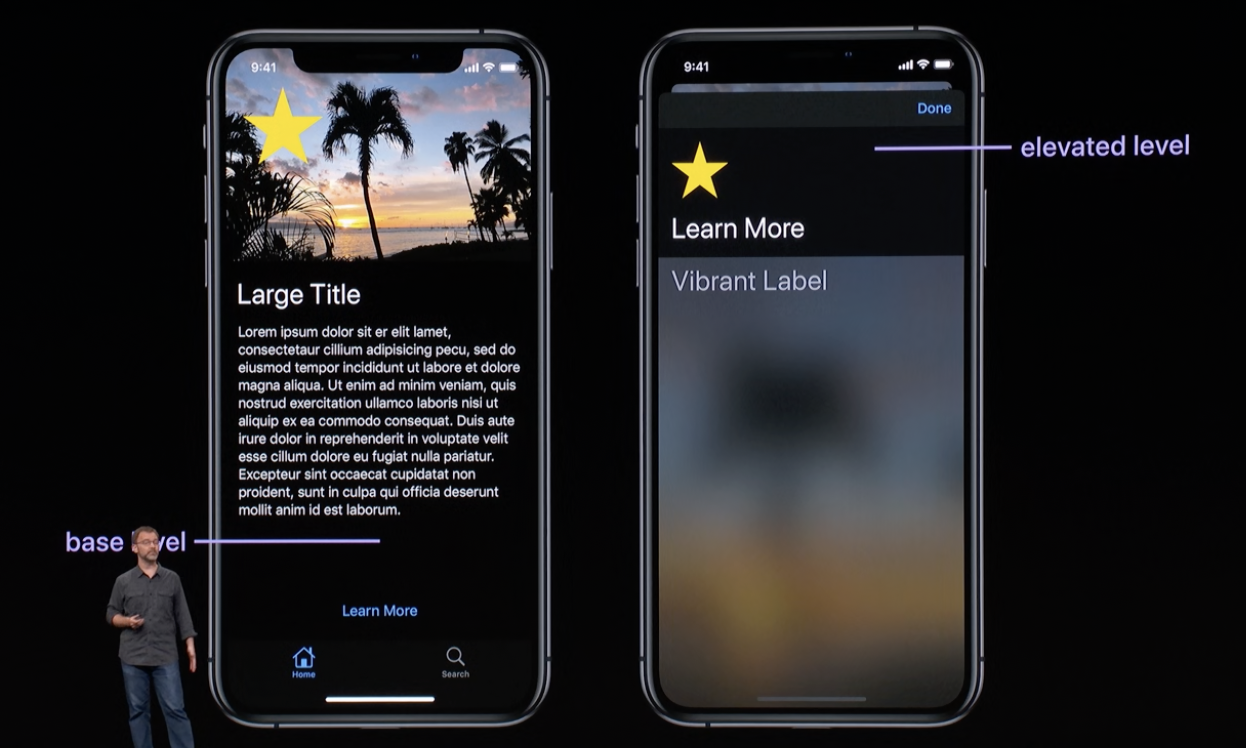 9:41
Large Title
Lorem ipsum dolor sit er elit lamet,
consectetaur cillium adipisicing pecu, sed do
eiusmod tempor incididunt ut labore et dolore
magna aliqua. Ut enim ad minim veniam, quis
nostrud exercitation ullamco laboris nisi ut
aliquip ex ea commodo consequat. Duis aute
irure dolor in reprehenderit in voluptate velit
esse cillum dolore eu fugiat nulla pariatur.
Excepteur sint occaecat cupidatat non
proident, sunt in culpa qui officia deserunt
mollit anim id est laborum.
base level
Learn More
Home
Search
9:41
Done
elevated level
Learn More
Vibrant Label